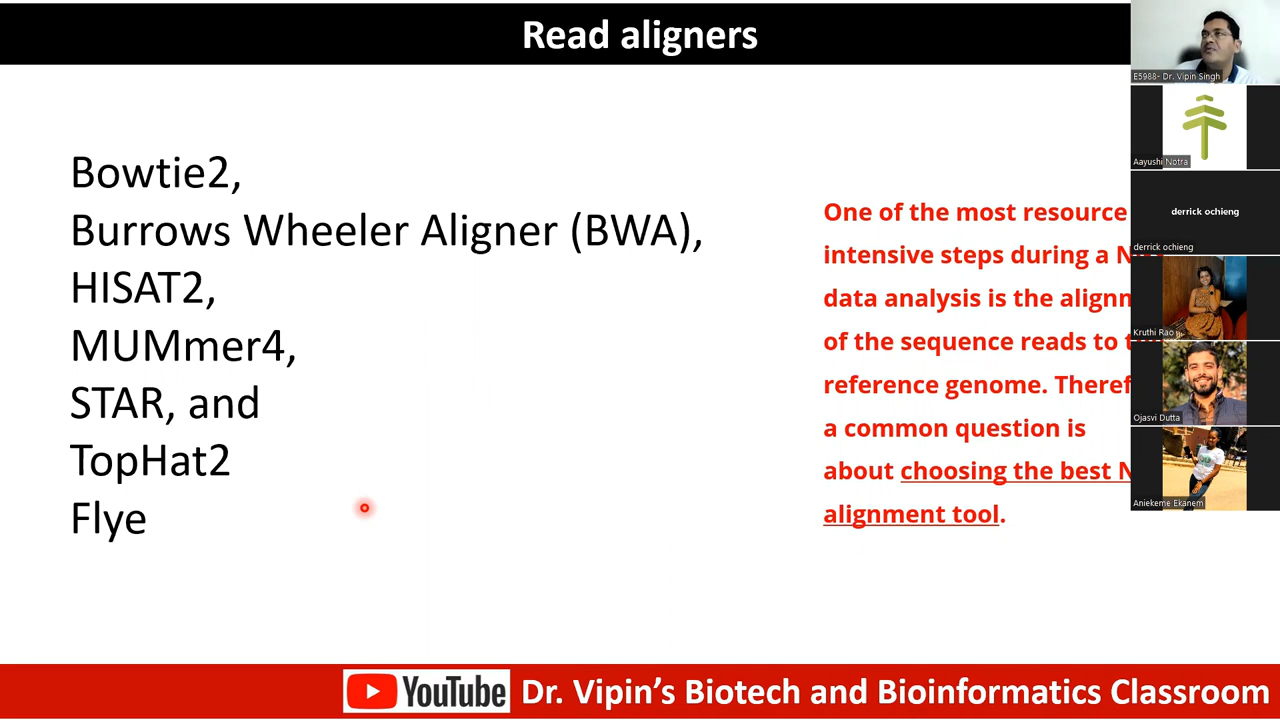 Read aligners
Bowtie2,
Burrows Wheeler Aligner (BWA),
HISAT2,
MUMmer4,
STAR, and
TopHat2
Flye
One of the most resource
intensive steps during a
data analysis is the
of the sequence reads to
reference genome.
a common question is
about choosing the best
alignment tool.
E5988- Dr. Vipin Singh
Aayushi Notra
derrick ochieng
derrick ochieng
Kruthi Rao
Ojasvi Dutta
Aniekeme Ekanem
YouTube Dr. Vipin’s Biotech and Bioinformatics Classroom